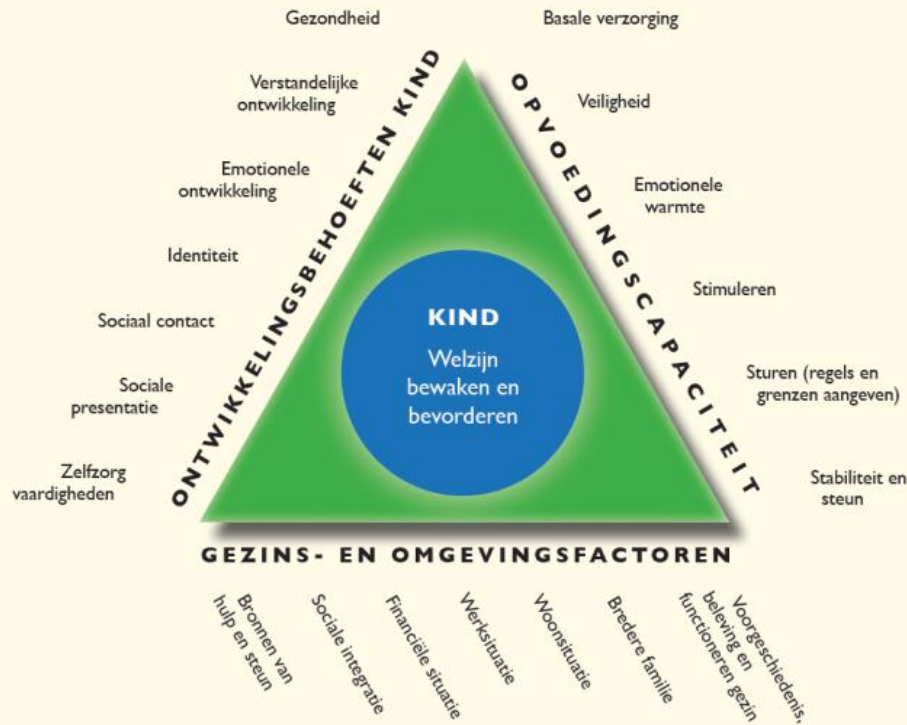 Gezondheid
Verstandelijke
ontwikkeling
Emotionele
ontwikkeling
Identiteit
Sociaal contact
Sociale
presentatie
Zelfzorg
vaardigheden
ONTWIKKELINGSBEHOEFTEN KIND
KIND
Welzijn
bewaken en
bevorderen
OPVOEDINGSCAPACITEIT
Basale verzorging
Veiligheid
Emotionele
warmte
Stimuleren
Sturen (regels en
grenzen aangeven)
Stabiliteit en
steun
GEZINS- EN OMGEVINGSFACTOREN
Bronnen van
hulp en steun
Sociale integratie
Financiële situatie
Werksituatie
Woonsituatie
Bredere familie
Voorgeschiedenis,
beleving en
functioneren gezin